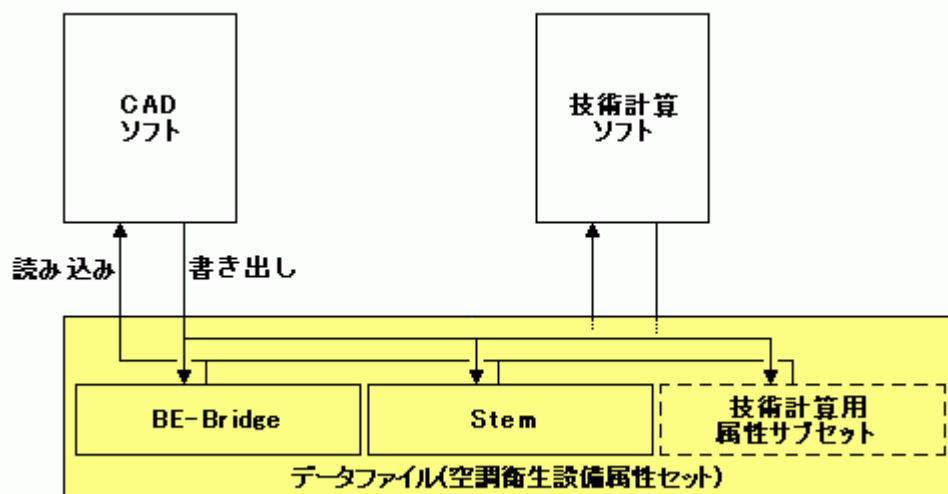 CAD
ソフト
技術計算
ソフト
読み込み
書き出し
BE-Bridge
Stem
技術計算用
属性サブセット
データファイル(空調衛生設備属性セット)